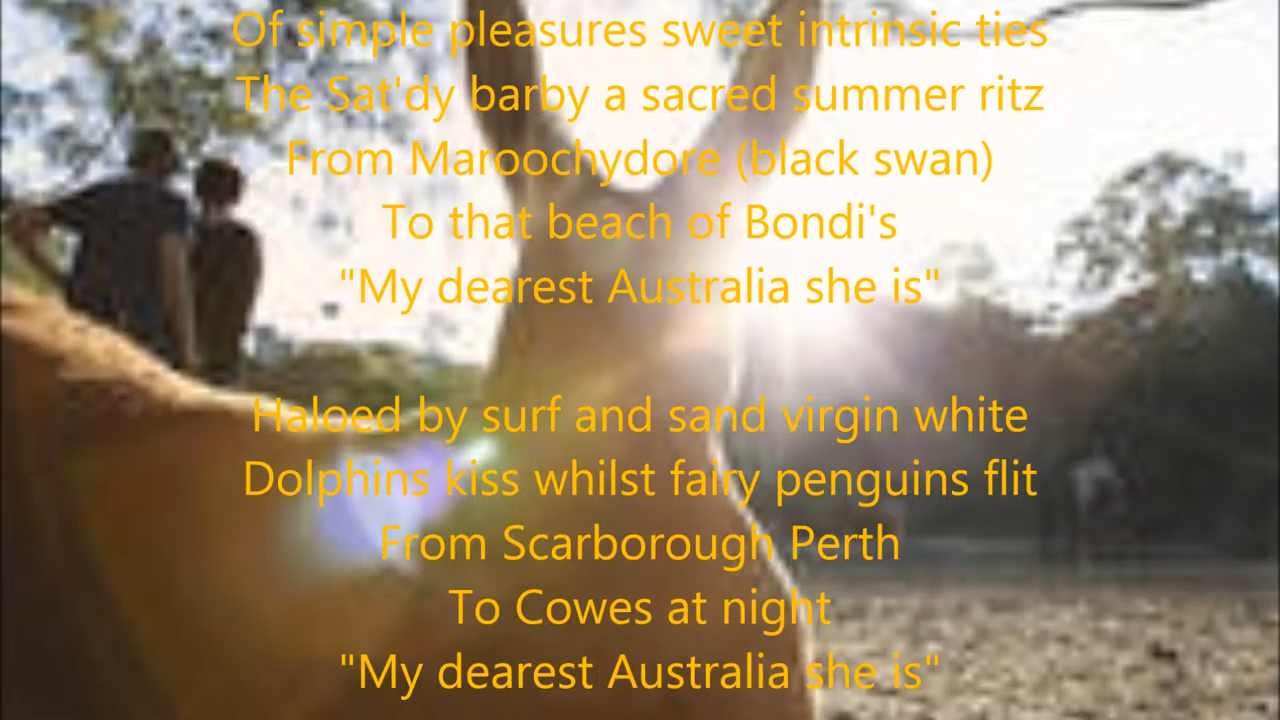 Of simple pleasures sweet intrinsic ties
The Sat'dy barby a sacred summer ritz
From Maroochydore (black swan)
To that beach of Bondi's
"My dearest Australia she is"
Haloed by surf and sand virgin white
Dolphins kiss whilst fairy penguins flit
From Scarborough Perth
To Cowes at night
"My dearest Australia she is"